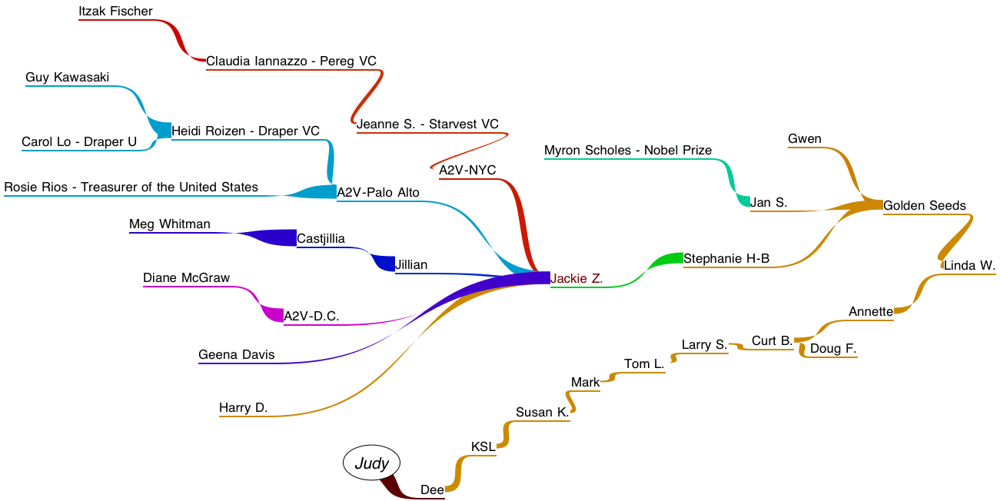 Itzak Fischer
Claudia Iannazzo - Pereg VC
Guy Kawasaki
Jeanne S. - Starvest VC
Heidi Roizen - Draper VC
Carol Lo - Draper U
Gwen
Myron Scholes - Nobel Prize
A2V-NYC
Rosie Rios - Treasurer of the United States
A2V-Palo Alto
Jan S.
Golden Seeds
Meg Whitman
Castjillia
Stephanie H-B
Jillian
Linda W.
Diane McGraw
Jackie Z.
A2V-D.C.
Annette
Curt B.
Larry S.
Doug F.
Geena Davis
Tom L.
Mark
Harry D.
Susan K.
KSL
Judy
Dee